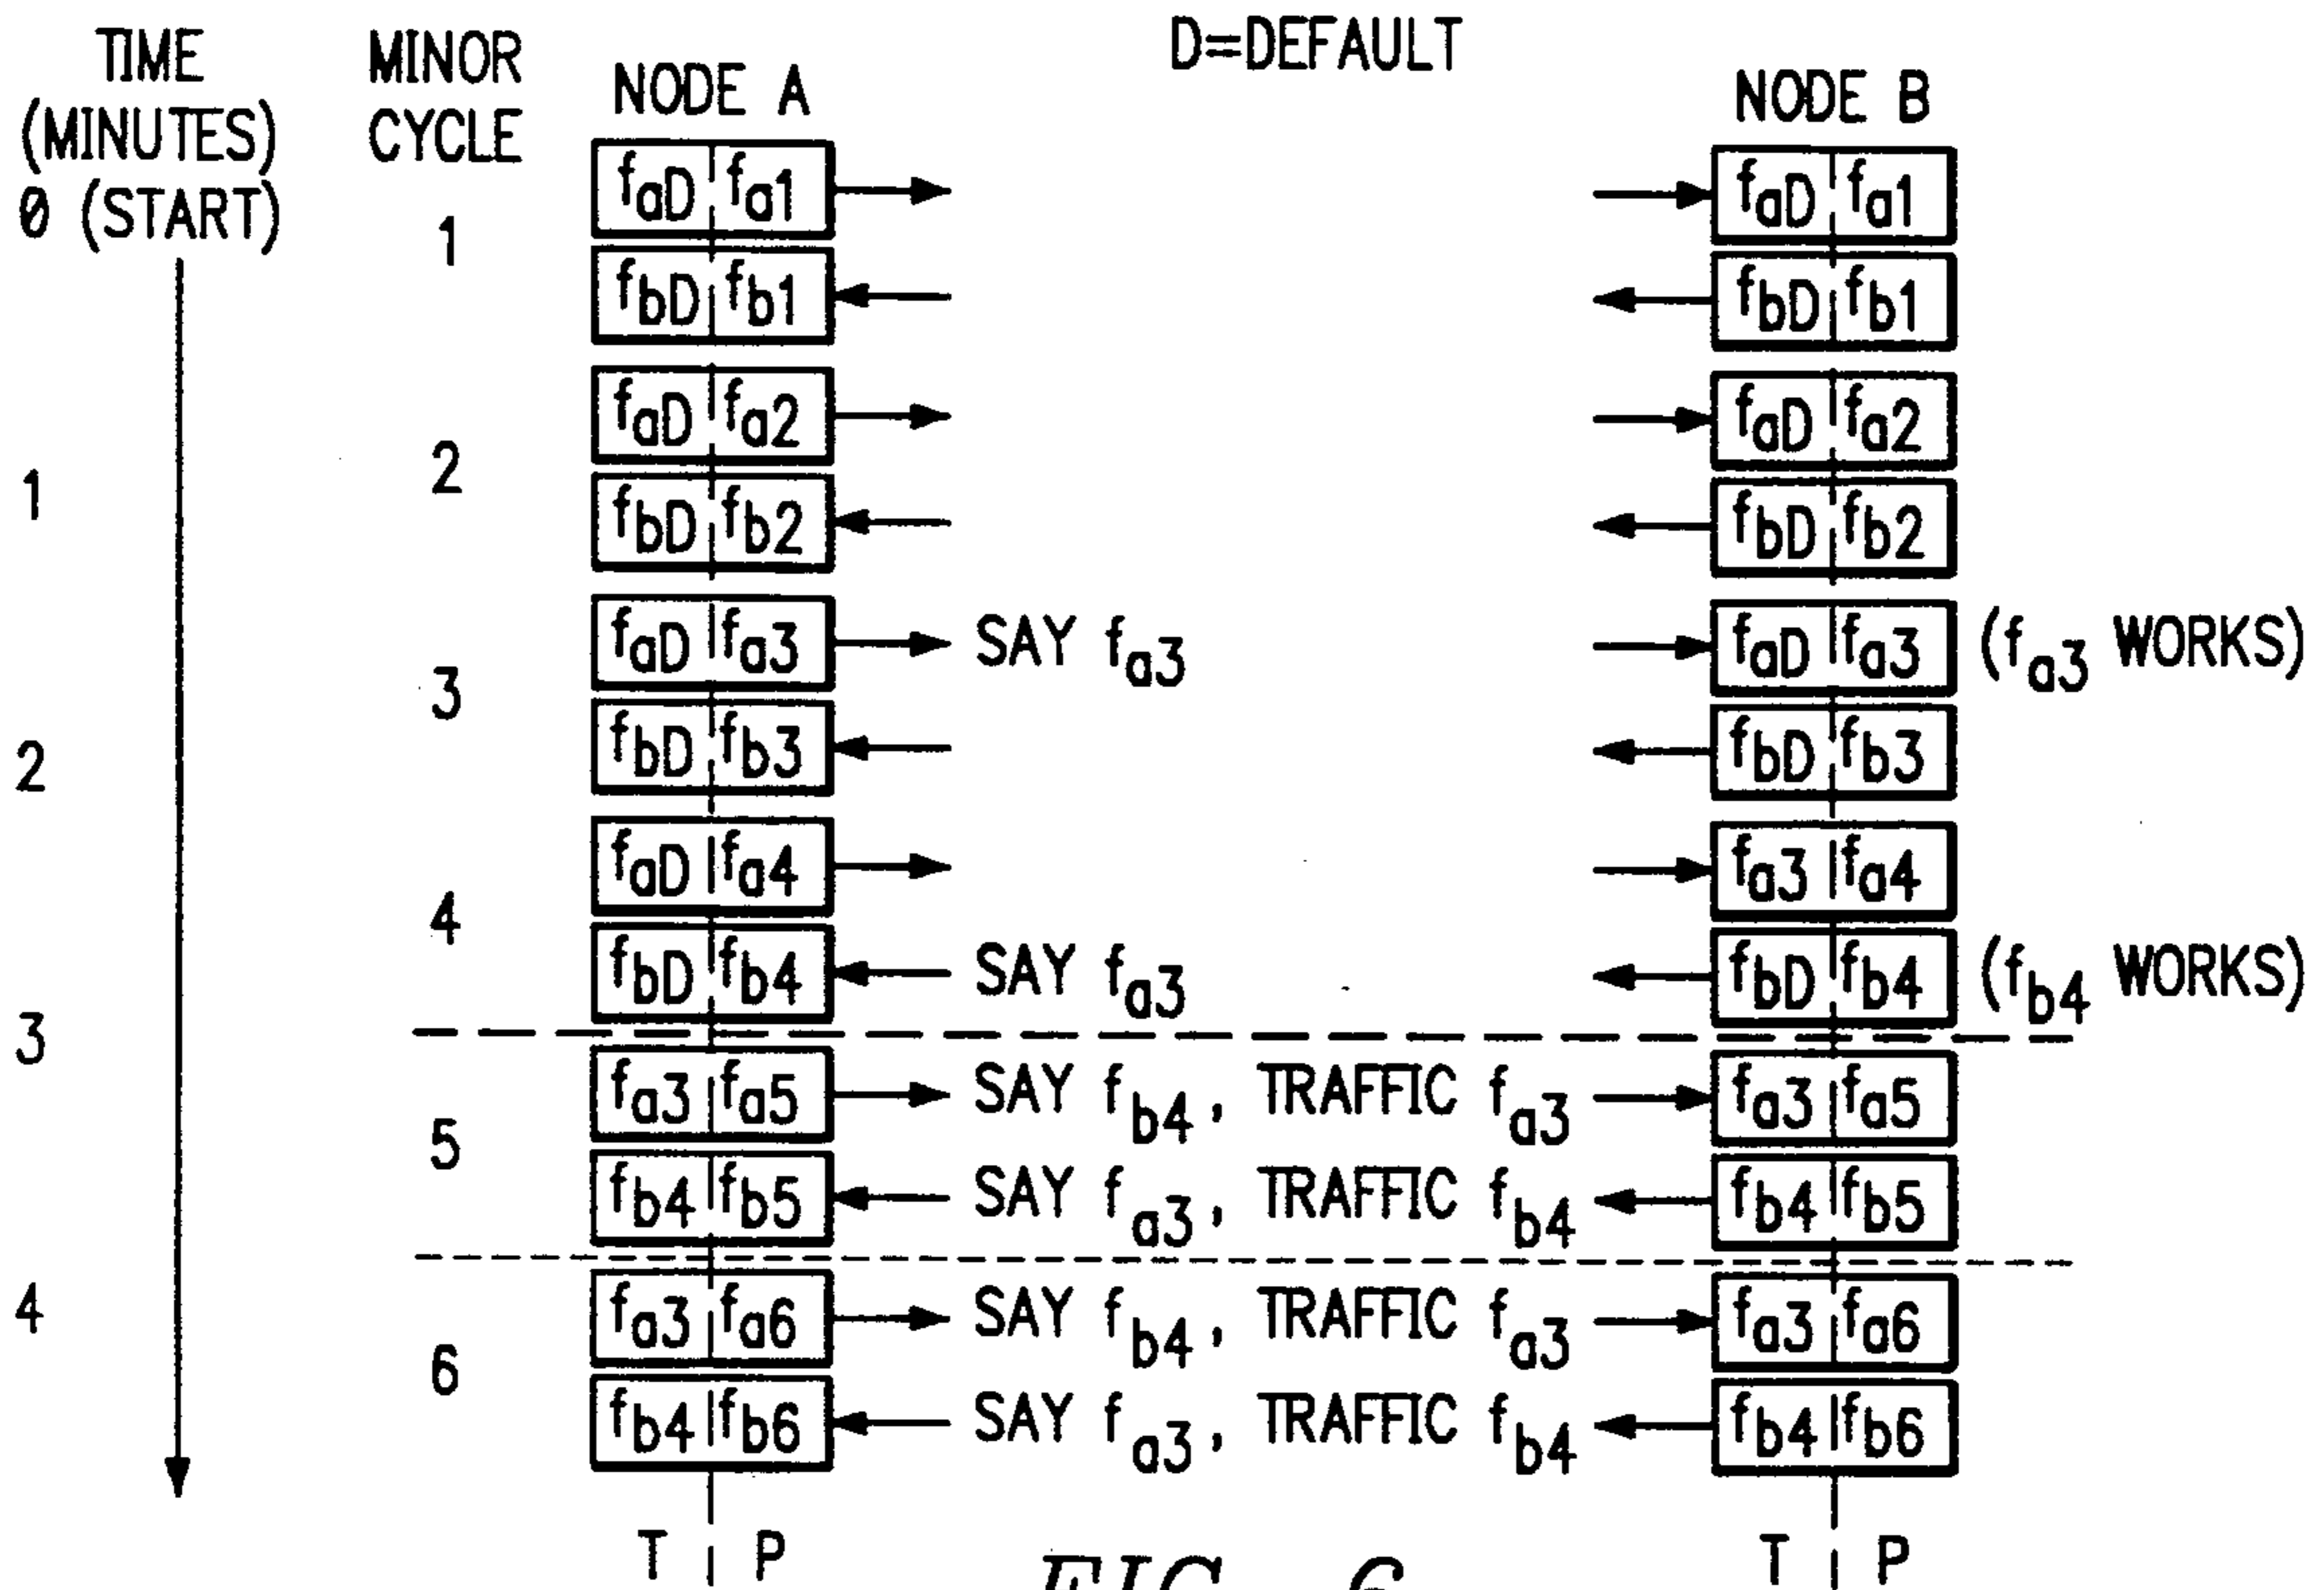 D=DEFAULT
TIME (MINUTES)
0 (START)
MINOR CYCLE
NODE A
NODE B
1
faD fa1
faD fa1
fbD fb1
fbD fb1
2
faD fa2
faD fa2
1
fbD fb2
fbD fb2
3
faD fa3 SAY fa3
faD fa3 (fa3 WORKS)
fbD fb3
fbD fb3
2
4
faD fa4
fa3 fa4
fbD fb4 SAY fa3
fbD fb4 (fb4 WORKS)
3
5
fa3 fa5 SAY fb4, TRAFFIC fa3
fa3 fa5
fb4 fb5 SAY fa3, TRAFFIC fb4
fb4 fb5
4
6
fa3 fa6 SAY fb4, TRAFFIC fa3
fa3 fa6
fb4 fb6 SAY fa3, TRAFFIC fb4
fb4 fb6
T P
T P
FIG. 6